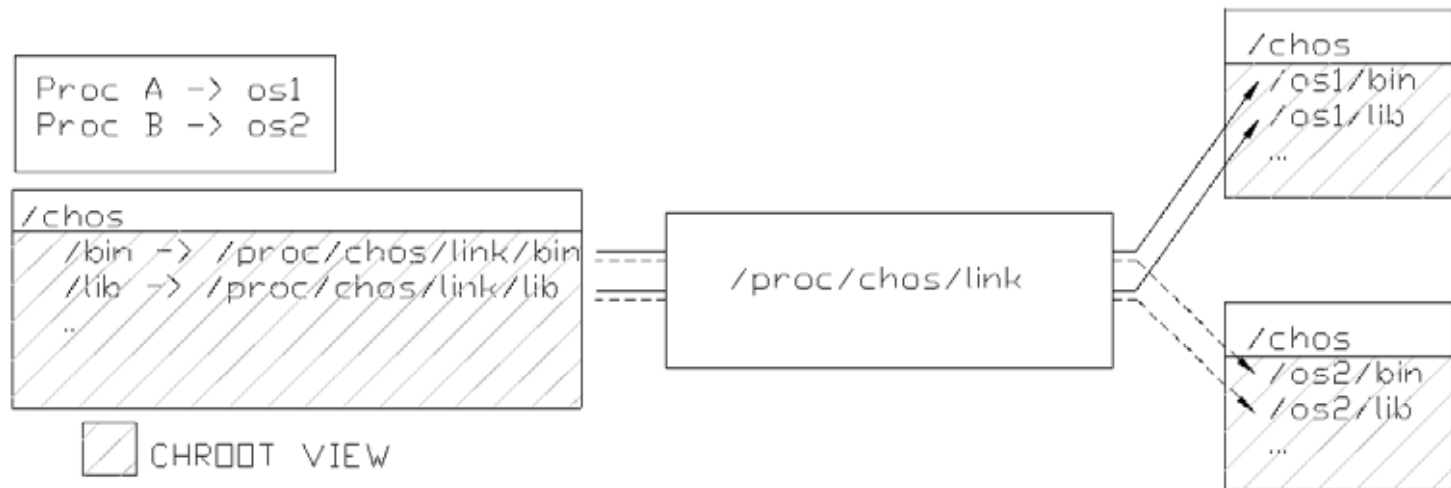 Proc A -> os1
Proc B -> os2
/chos
/bin -> /proc/chos/link/bin
/lib -> /proc/chos/link/lib
..
CHROOT VIEW
/proc/chos/link
/chos
/os1/bin
/os1/lib
...
/chos
/os2/bin
/os2/lib
...